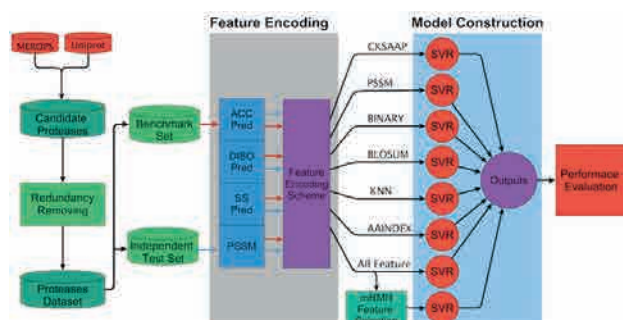 Feature Encoding
Model Construction
MEROPS
Uniprot
Candidate
Proteases
Redundancy
Removing
Proteases
Dataset
Benchmark
Set
Independent
Test Set
ACC
Pred
DISO
Pred
SS
Pred
PSSM
Feature
Encoding
Scheme
CKSAAP
PSSM
BINARY
BLOSUM
KNN
AAINDEX
All Feature
mRMR
Feature
Selection
SVR
SVR
SVR
SVR
SVR
SVR
SVR
SVR
Outputs
Performace
Evaluation